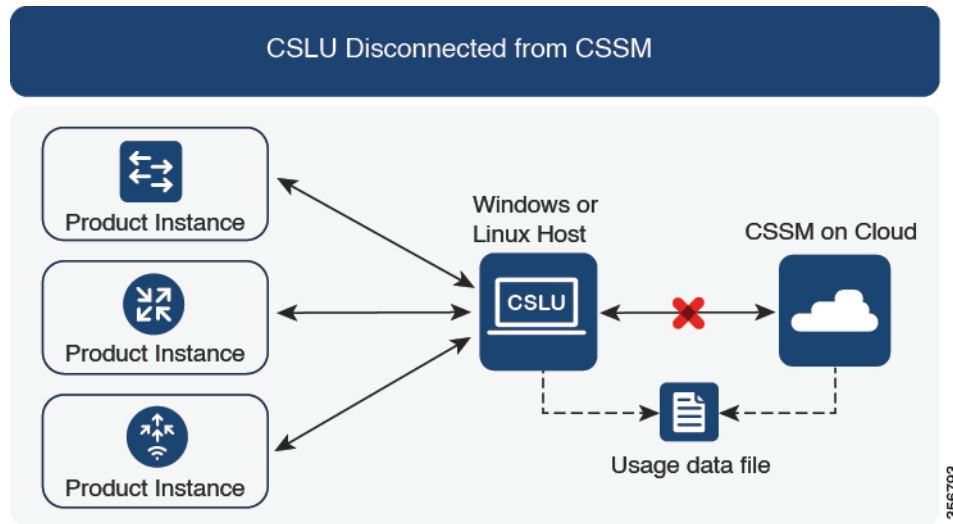 CSLU Disconnected from CSSM
Product Instance
Product Instance
Product Instance
Windows or
Linux Host
CSLU
CSSM on Cloud
Usage data file
356793